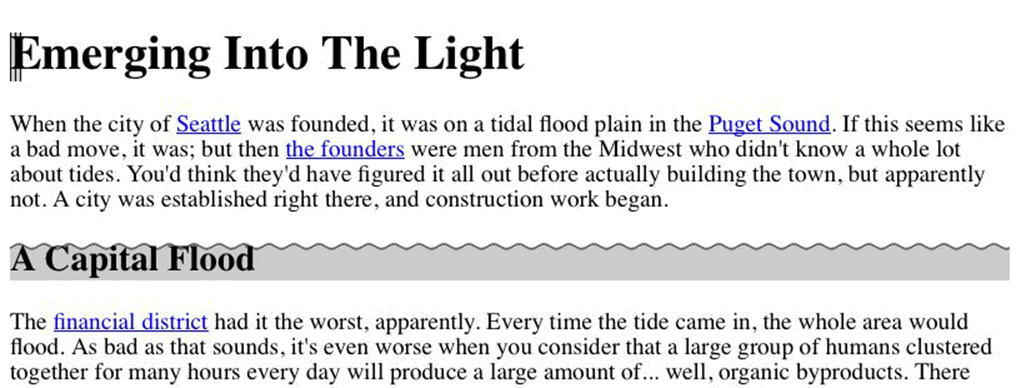 Emerging Into The Light
When the city of Seattle was founded, it was on a tidal flood plain in the Puget Sound. If this seems like
a bad move, it was; but then the founders were men from the Midwest who didn't know a whole lot
about tides. You'd think they'd have figured it all out before actually building the town, but apparently
not. A city was established right there, and construction work began.
A Capital Flood
The financial district had it the worst, apparently. Every time the tide came in, the whole area would
flood. As bad as that sounds, it's even worse when you consider that a large group of humans clustered
together for many hours every day will produce a large amount of... well, organic byproducts. There